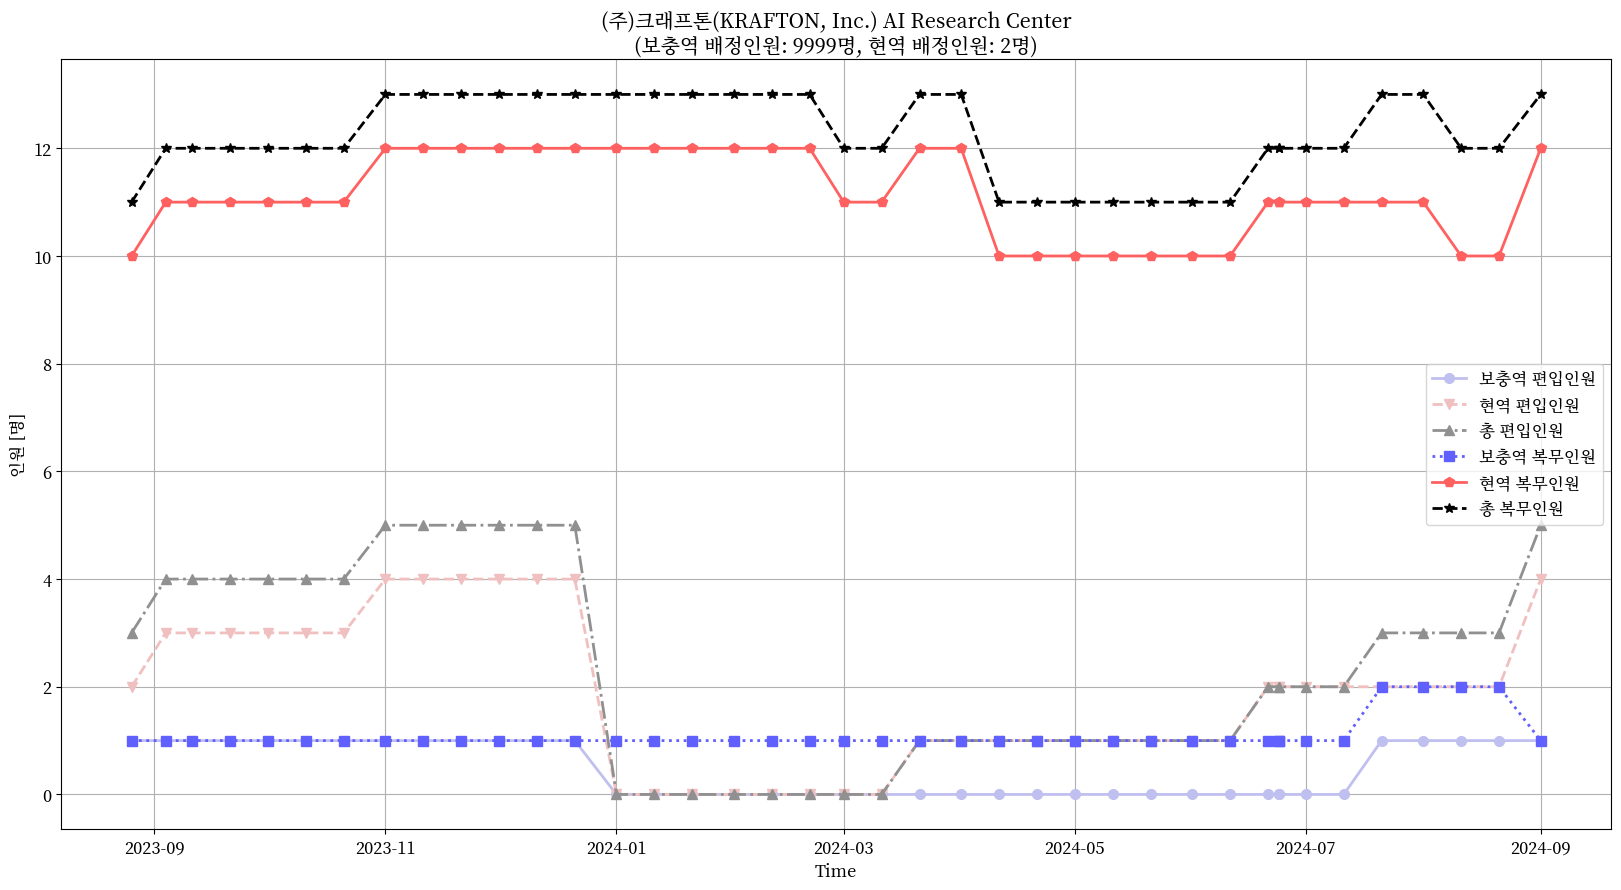 (주)크래프톤(KRAFTON, Inc.) AI Research Center
(보충역 배정인원: 9999명, 현역 배정인원: 2명)
인원 [명]
12
10
8
6
4
2
0
보충역 편입인원
현역 편입인원
총 편입인원
보충역 복무인원
현역 복무인원
총 복무인원
2023-09
2023-11
2024-01
2024-03
2024-05
2024-07
2024-09
Time